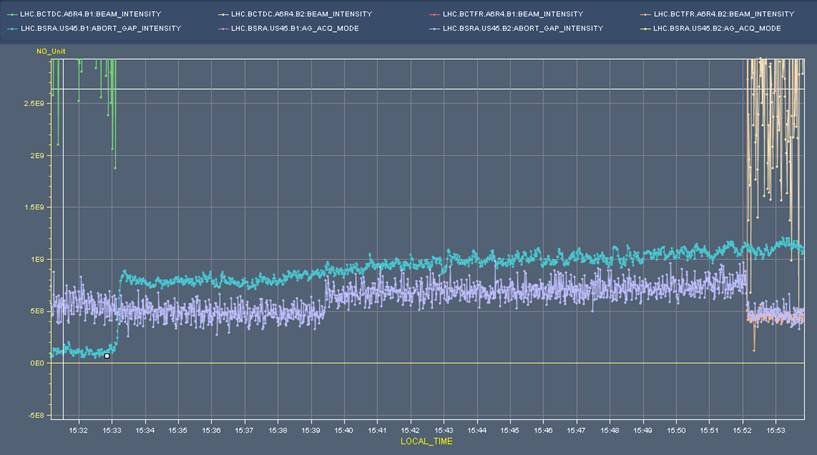 LHC.BCTDC.A6R4.B1:BEAM_INTENSITY LHC.BCTDC.A6R4.B2:BEAM_INTENSITY LHC.BCTFR.A6R4.B1:BEAM_INTENSITY LHC.BCTFR.A6R4.B2:BEAM_INTENSITY
LHC.BSRA.US45.B1:ABORT_GAP_INTENSITY LHC.BSRA.US45.B1:AG_ACQ_MODE LHC.BSRA.US45.B2:ABORT_GAP_INTENSITY LHC.BSRA.US45.B2:AG_ACQ_MODE
NO_Unit
2.5E9
2E9
1.5E9
1E9
5E8
0E0
-5E8
15:32 15:33 15:34 15:35 15:36 15:37 15:38 15:39 15:40 15:41 15:42 15:43 15:44 15:45 15:46 15:47 15:48 15:49 15:50 15:51 15:52 15:53
LOCAL_TIME